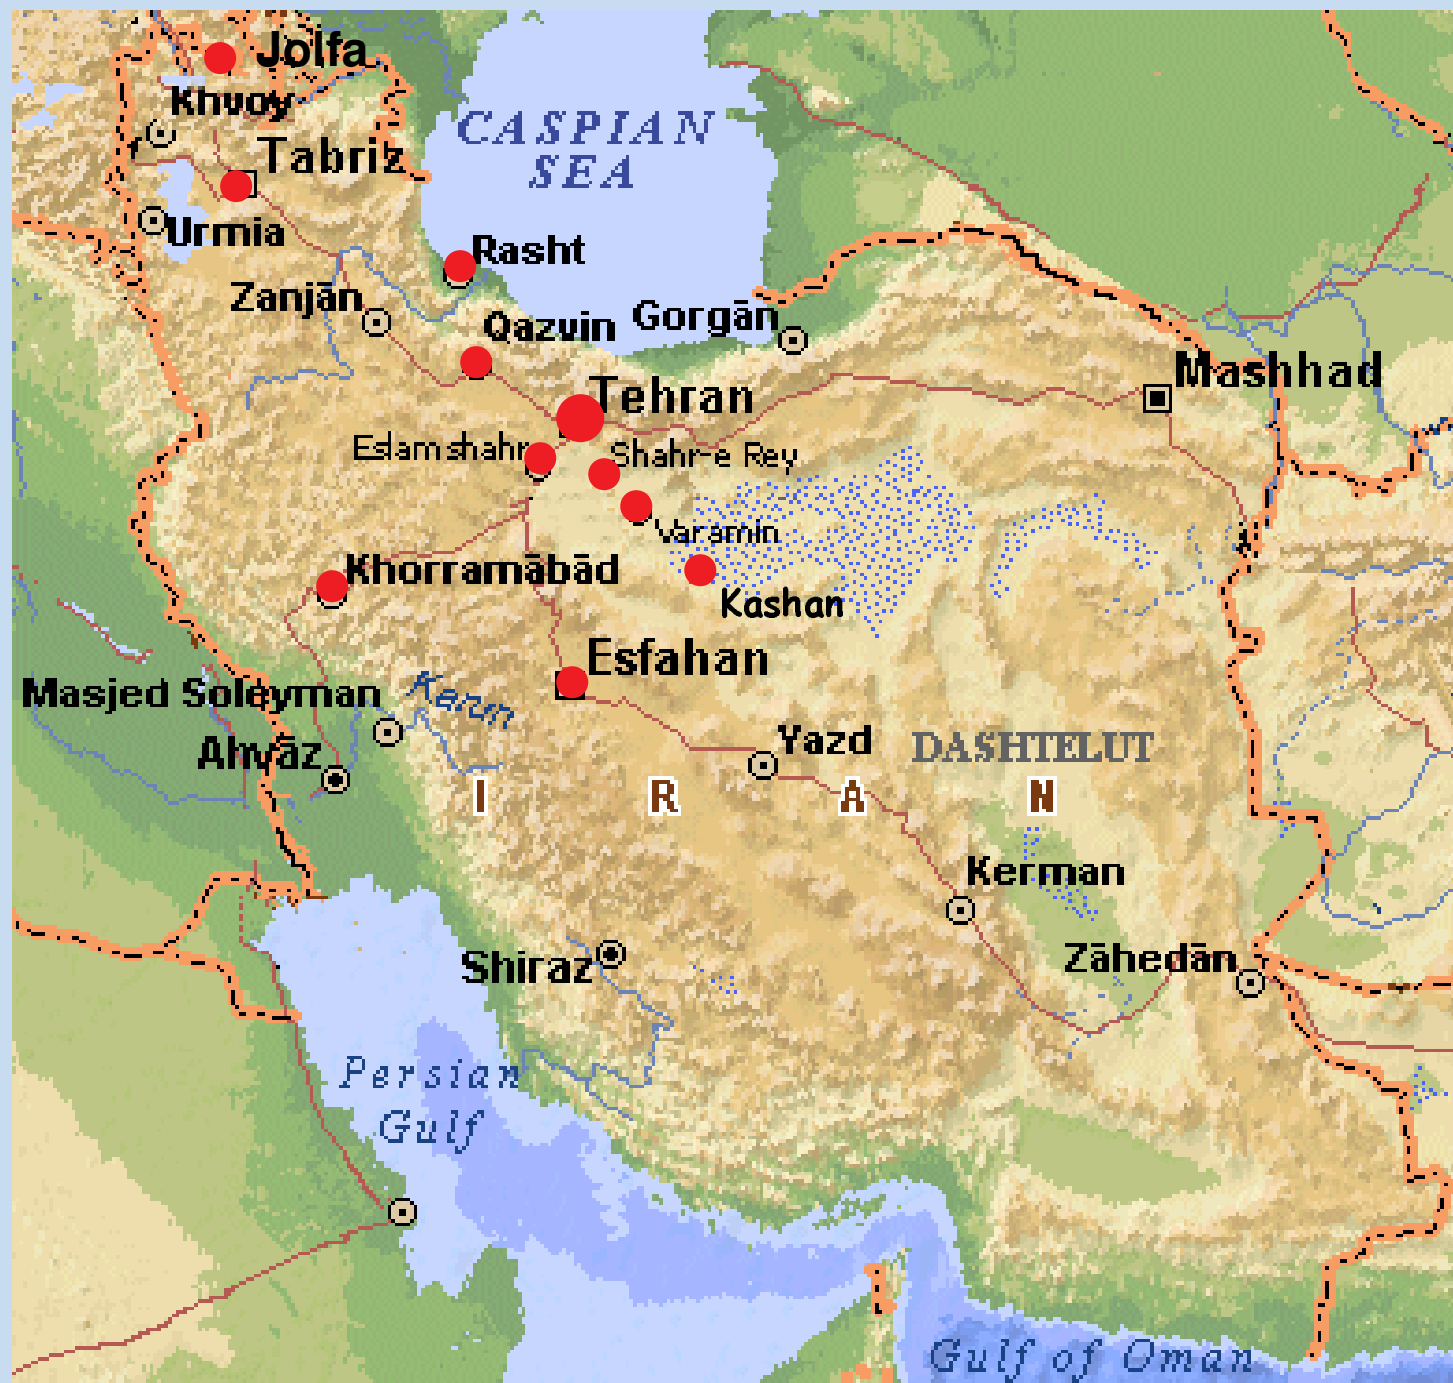 Jolfa
Khvoy
CASPIAN
SEA
Tabriz
Urmia
Rasht
Zanjān
Qazvin
Gorgān
Mashhad
Tehran
Eslamshahr
Shahr-e Rey
Varamin
Khorramābād
Kashan
Esfahan
Masjed Soleyman
Karun
Ahvāz
Yazd
DASHTELUT
I R A N
Kerman
Shiraz
Zāhedān
Persian
Gulf
Gulf of Oman